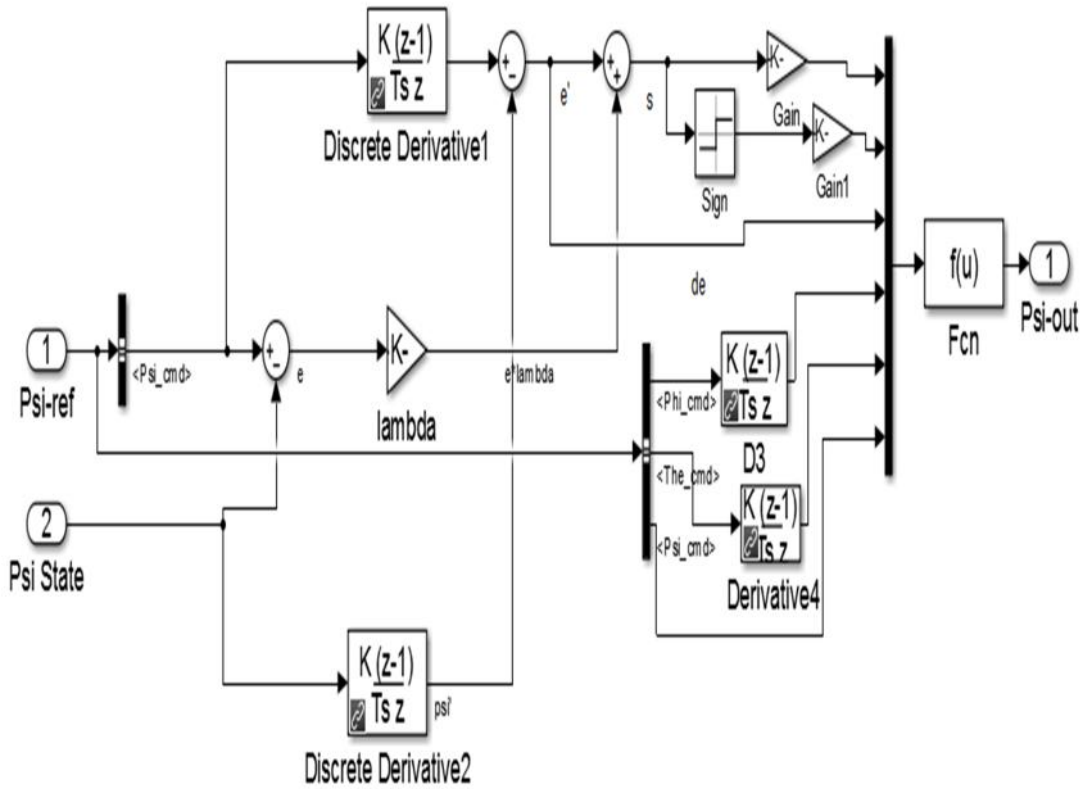 K (z-1)
Ts z
Discrete Derivative1
+
-
e'
+
+
s
K-
Gain
K-
Gain1
Sign
de
f(u)
Fcn
1
Psi-out
1
Psi-ref
<Psi_cmd>
+
-
e
K-
lambda
e*lambda
<Phi_cmd>
K (z-1)
Ts z
D3
<The_cmd>
K (z-1)
Ts z
Derivative4
<Psi_cmd>
2
Psi State
K (z-1)
Ts z
psi'
Discrete Derivative2